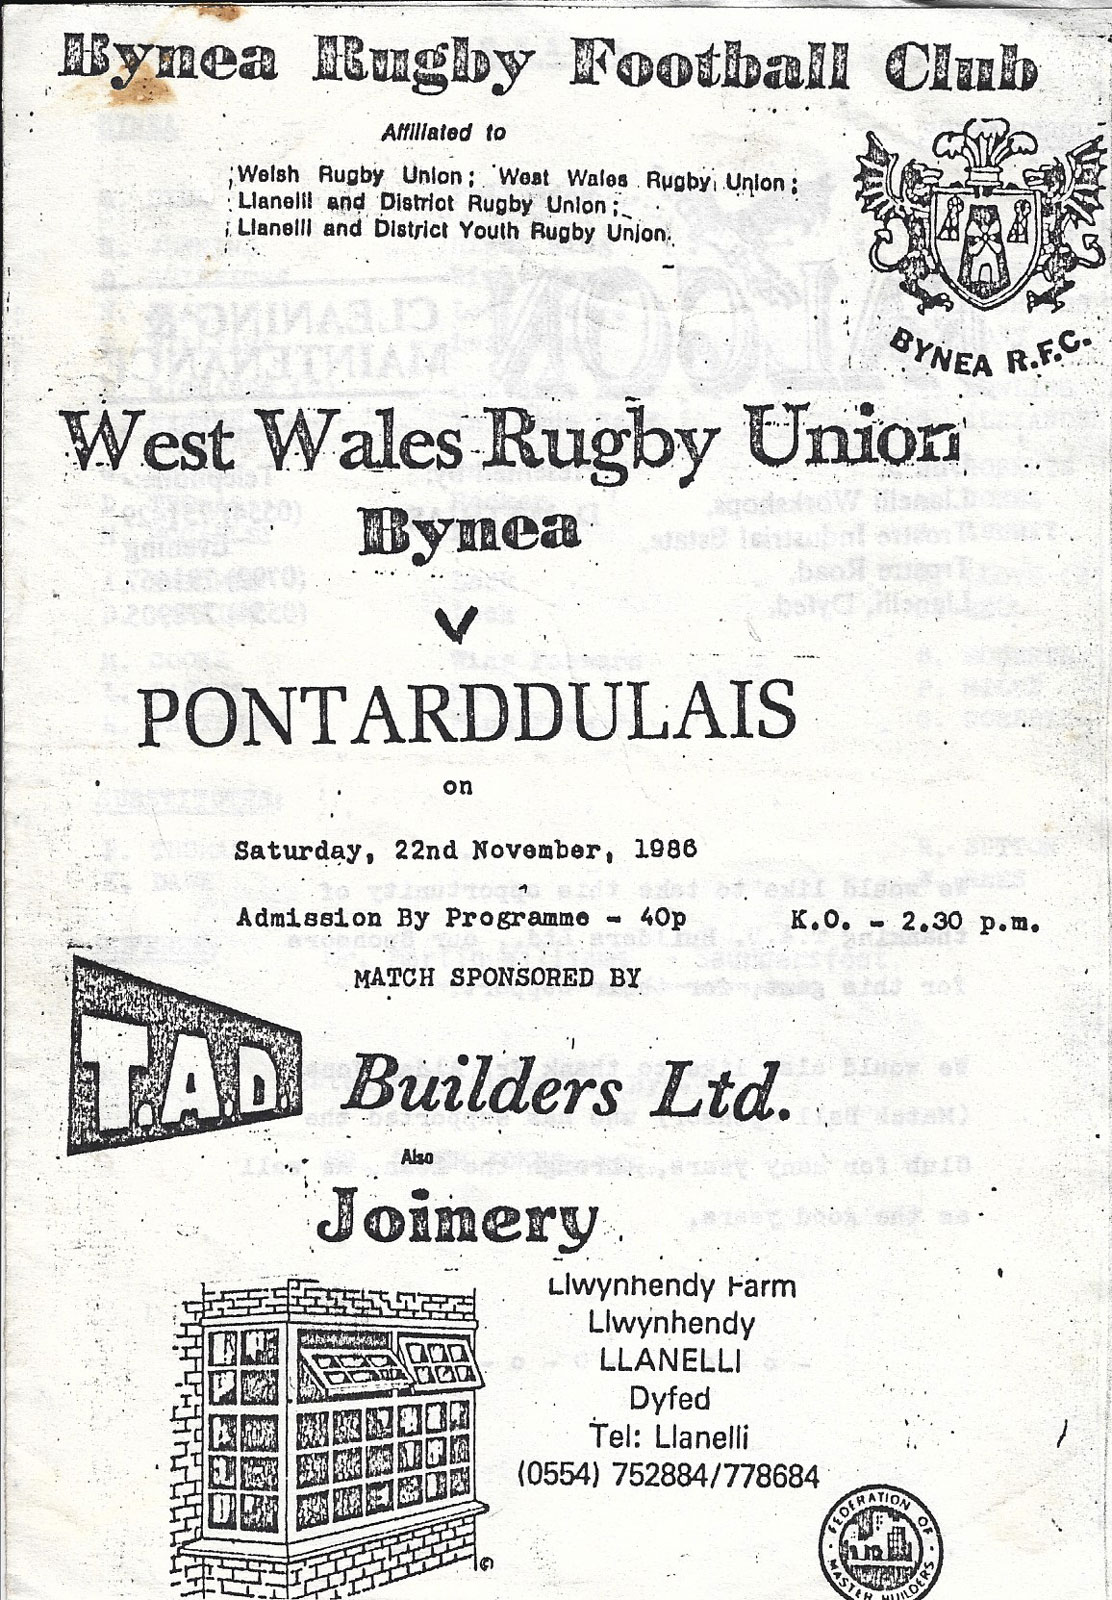 Bynea Rugby Football Club
Affiliated to
Welsh Rugby Union; West Wales Rugby Union;
Llanelli and District Rugby Union;
Llanelli and District Youth Rugby Union.
BYNEA R.F.C.
West Wales Rugby Union
Bynea
V
PONTARDDULAIS
on
Saturday, 22nd November, 1986
Admission By Programme - 40p K.O. - 2.30 p.m.
MATCH SPONSORED BY
T.A.D. Builders Ltd.
Also
Joinery
Llwynhendy Farm
Llwynhendy
LLANELLI
Dyfed
Tel: Llanelli
(0554) 752884/778684
©
FEDERATION OF
MASTER BUILDERS